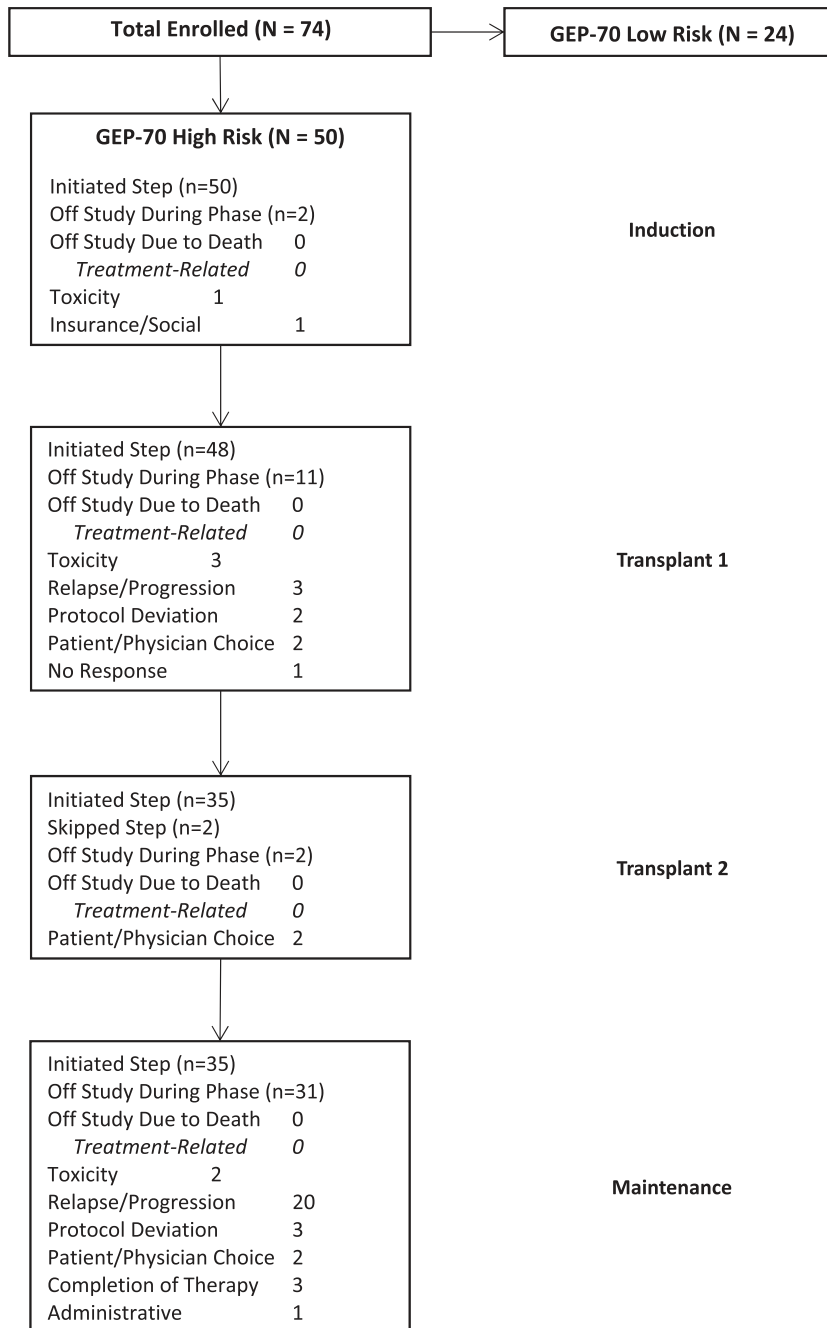 Total Enrolled (N = 74)
GEP-70 Low Risk (N = 24)
GEP-70 High Risk (N = 50)
Initiated Step (n=50)
Off Study During Phase (n=2)
Off Study Due to Death 0
Treatment-Related 0
Toxicity 1
Insurance/Social 1
Induction
Initiated Step (n=48)
Off Study During Phase (n=11)
Off Study Due to Death 0
Treatment-Related 0
Toxicity 3
Relapse/Progression 3
Protocol Deviation 2
Patient/Physician Choice 2
No Response 1
Transplant 1
Initiated Step (n=35)
Skipped Step (n=2)
Off Study During Phase (n=2)
Off Study Due to Death 0
Treatment-Related 0
Patient/Physician Choice 2
Transplant 2
Initiated Step (n=35)
Off Study During Phase (n=31)
Off Study Due to Death 0
Treatment-Related 0
Toxicity 2
Relapse/Progression 20
Protocol Deviation 3
Patient/Physician Choice 2
Completion of Therapy 3
Administrative 1
Maintenance